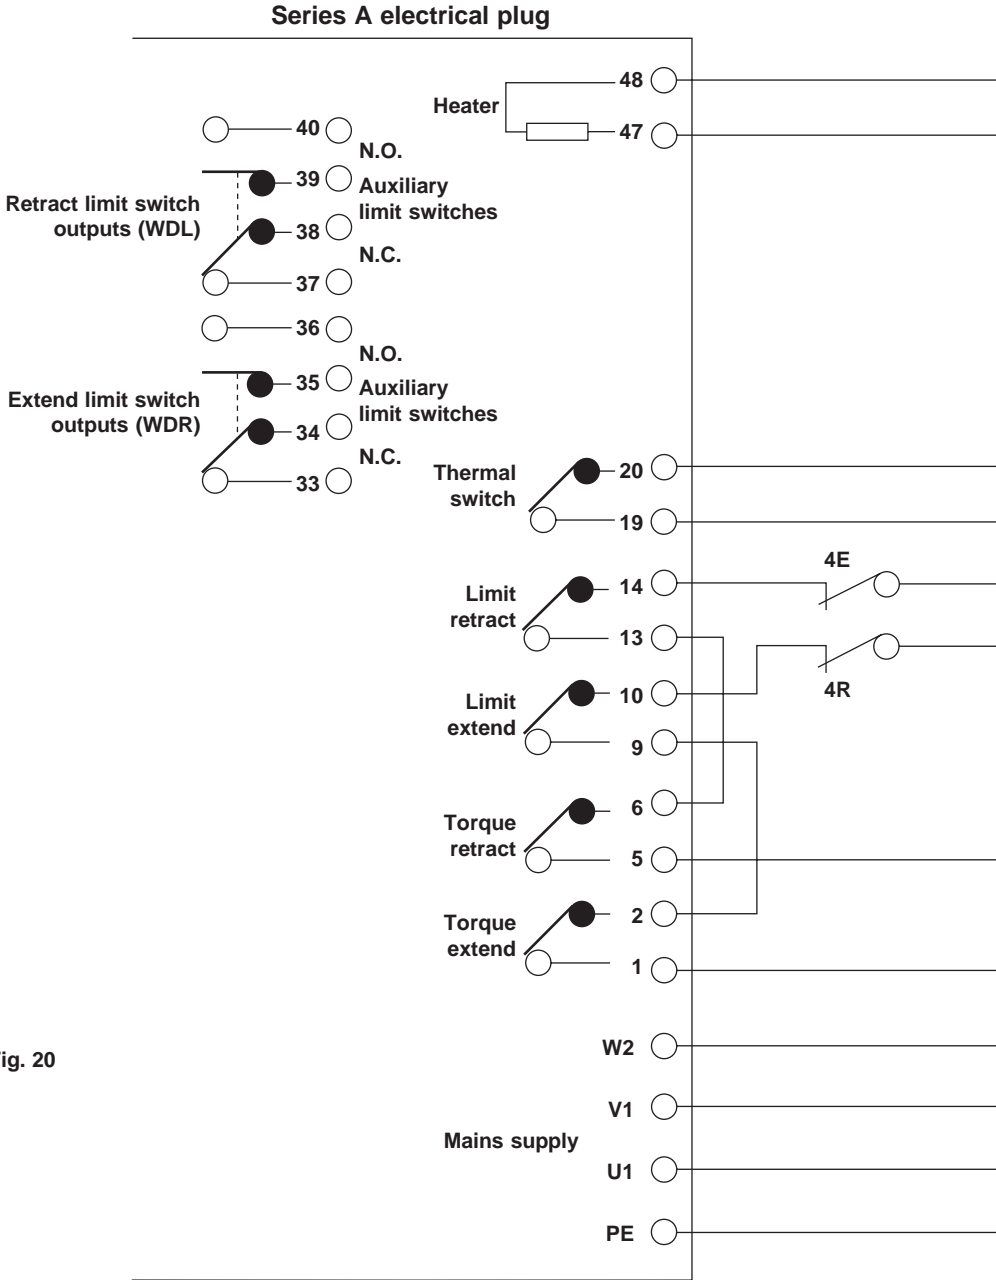 Series A electrical plug
48
Heater
47
40
N.O.
39
Auxiliary
limit switches
Retract limit switch
outputs (WDL)
38
N.C.
37
36
N.O.
35
Auxiliary
limit switches
Extend limit switch
outputs (WDR)
34
N.C.
33
Thermal
switch
20
19
4E
Limit
retract
14
13
4R
Limit
extend
10
9
Torque
retract
6
5
Torque
extend
2
1
ig. 20
W2
V1
Mains supply
U1
PE